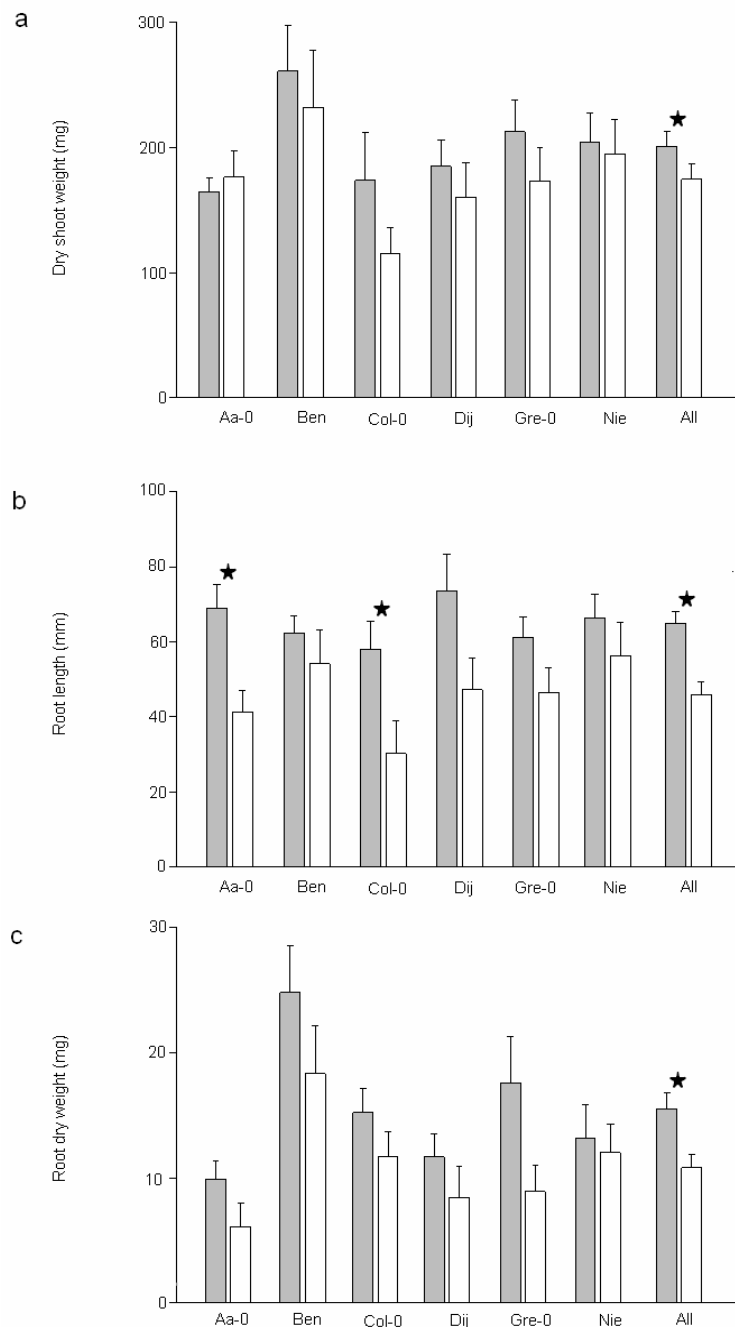 a
300
200
100
0
Dry shoot weight (mg)
Aa-0 Ben Col-0 Dij Gre-0 Nie All
b
100
80
60
40
20
0
Root length (mm)
Aa-0 Ben Col-0 Dij Gre-0 Nie All
c
30
20
10
0
Root dry weight (mg)
Aa-0 Ben Col-0 Dij Gre-0 Nie All